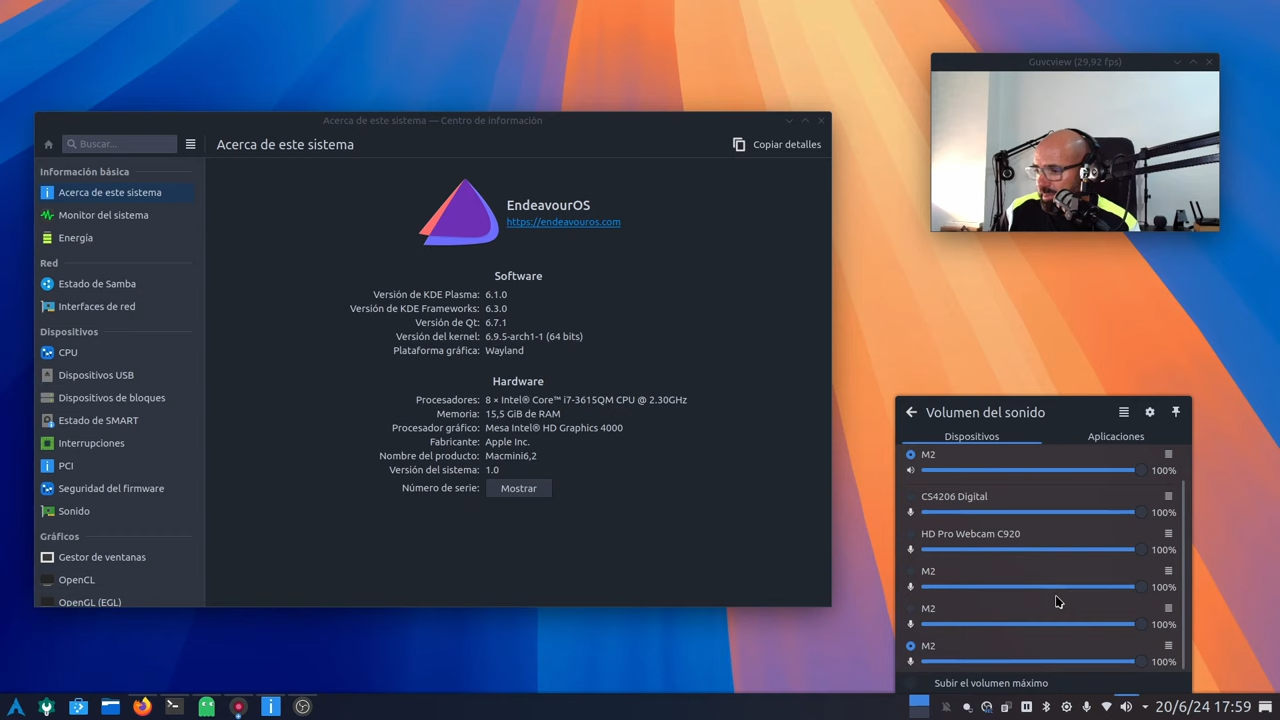 Guvcview (29,92 fps)
Acerca de este sistema — Centro de información
Buscar...
Acerca de este sistema
Copiar detalles
Información básica
Acerca de este sistema
Monitor del sistema
Energía
Red
Estado de Samba
Interfaces de red
Dispositivos
CPU
Dispositivos USB
Dispositivos de bloques
Estado de SMART
Interrupciones
PCI
Seguridad del firmware
Sonido
Gráficos
Gestor de ventanas
OpenCL
OpenGL (EGL)
EndeavourOS
https://endeavouros.com
Software
Versión de KDE Plasma: 6.1.0
Versión de KDE Frameworks: 6.3.0
Versión de Qt: 6.7.1
Versión del kernel: 6.9.5-arch1-1 (64 bits)
Plataforma gráfica: Wayland
Hardware
Procesadores: 8 × Intel® Core™ i7-3615QM CPU @ 2.30GHz
Memoria: 15,5 GiB de RAM
Procesador gráfico: Mesa Intel® HD Graphics 4000
Fabricante: Apple Inc.
Nombre del producto: Macmini6,2
Versión del sistema: 1.0
Número de serie: Mostrar
Volumen del sonido
Dispositivos Aplicaciones
M2
100%
CS4206 Digital
100%
HD Pro Webcam C920
100%
M2
100%
M2
100%
M2
100%
Subir el volumen máximo
20/6/24 17:59